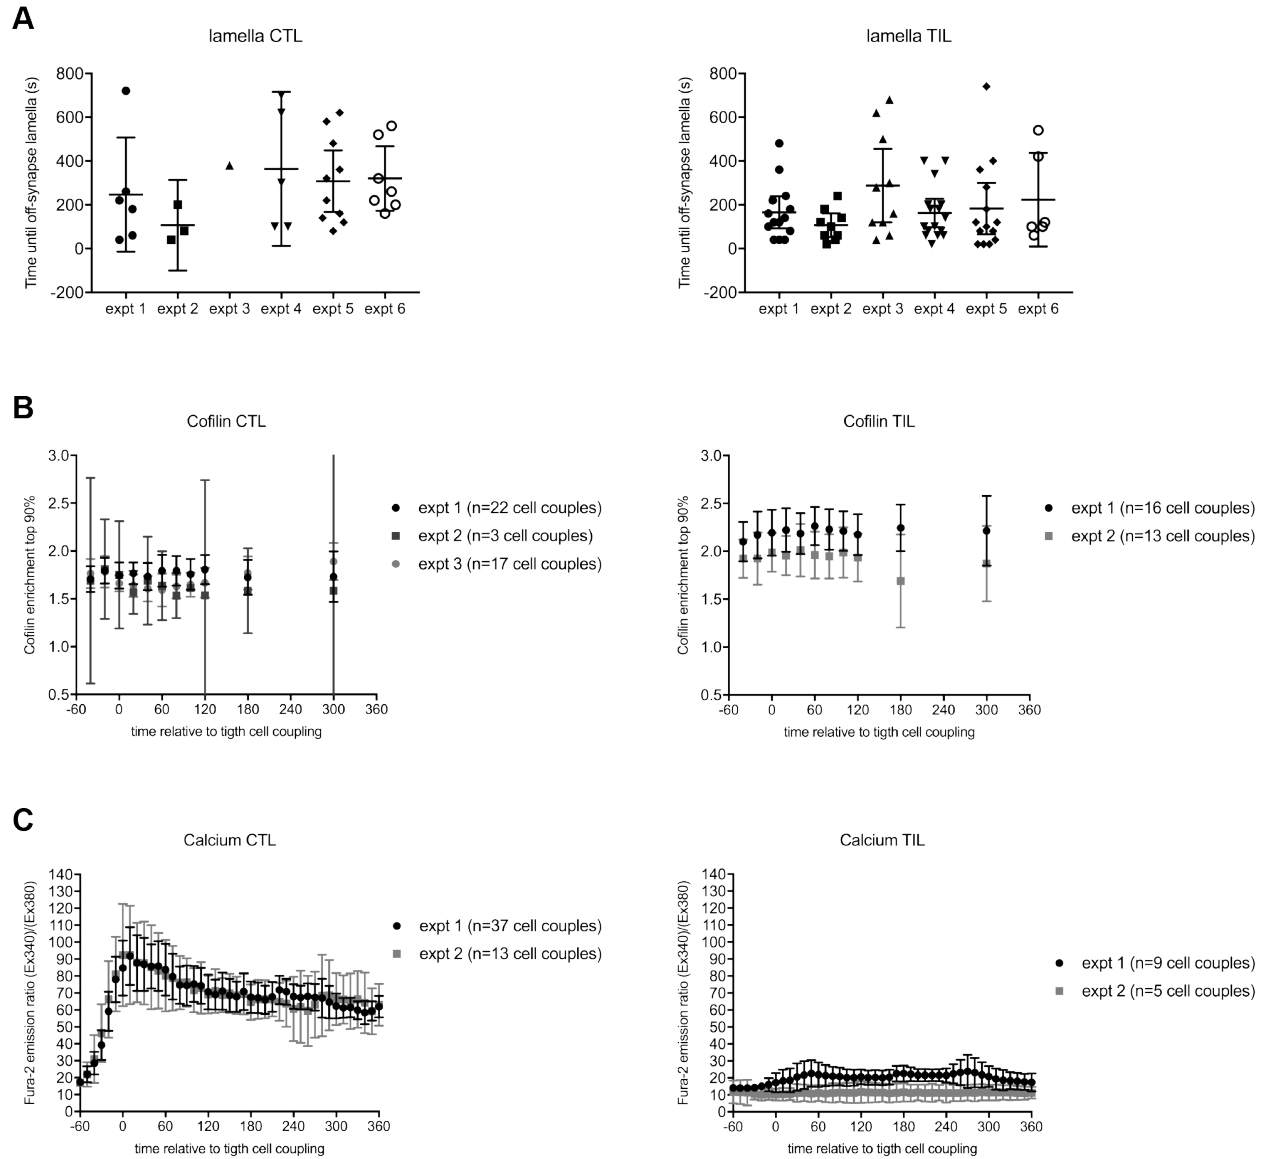 A
lamella CTL
lamella TIL
Time until off-synapse lamella (s)
800
600
400
200
0
-200
expt 1 expt 2 expt 3 expt 4 expt 5 expt 6
Time until off-synapse lamella (s)
800
600
400
200
0
-200
expt 1 expt 2 expt 3 expt 4 expt 5 expt 6
B
Cofilin CTL
Cofilin enrichment top 90%
3.0
2.5
2.0
1.5
1.0
0.5
-60 0 60 120 180 240 300 360
time relative to tigth cell coupling
expt 1 (n=22 cell couples)
expt 2 (n=3 cell couples)
expt 3 (n=17 cell couples)
Cofilin TIL
Cofilin enrichment top 90%
3.0
2.5
2.0
1.5
1.0
0.5
-60 0 60 120 180 240 300 360
time relative to tigth cell coupling
expt 1 (n=16 cell couples)
expt 2 (n=13 cell couples)
C
Calcium CTL
Fura-2 emission ratio (Ex340)/(Ex380)
140
130
120
110
100
90
80
70
60
50
40
30
20
10
0
-60 0 60 120 180 240 300 360
time relative to tigth cell coupling
expt 1 (n=37 cell couples)
expt 2 (n=13 cell couples)
Calcium TIL
Fura-2 emission ratio (Ex340)/(Ex380)
140
130
120
110
100
90
80
70
60
50
40
30
20
10
0
-60 0 60 120 180 240 300 360
time relative to tigth cell coupling
expt 1 (n=9 cell couples)
expt 2 (n=5 cell couples)